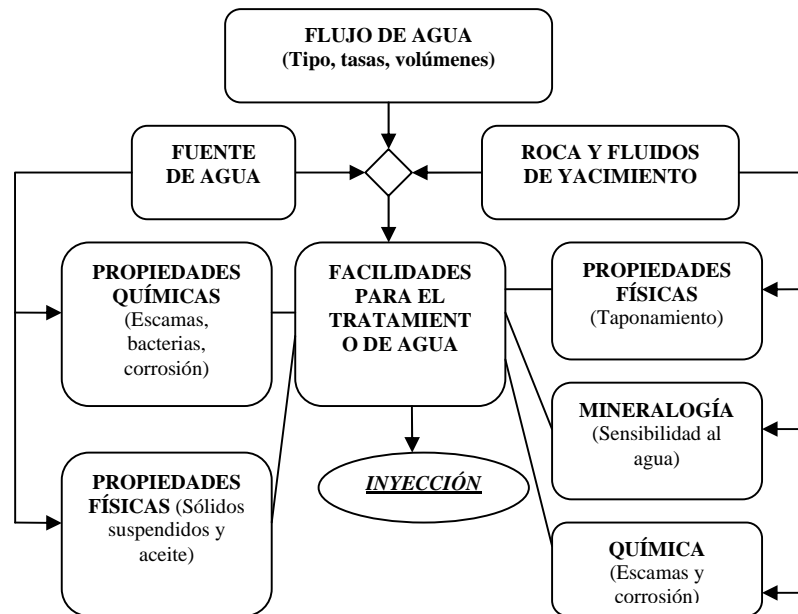 FLUJO DE AGUA
(Tipo, tasas, volúmenes)
FUENTE
DE AGUA
ROCA Y FLUIDOS
DE YACIMIENTO
PROPIEDADES
QUÍMICAS
(Escamas,
bacterias,
corrosión)
FACILIDADES
PARA EL
TRATAMIENT
O DE AGUA
PROPIEDADES
FÍSICAS
(Taponamiento)
MINERALOGÍA
(Sensibilidad al
agua)
PROPIEDADES
FÍSICAS (Sólidos
suspendidos y
aceite)
INYECCIÓN
QUÍMICA
(Escamas y
corrosión)